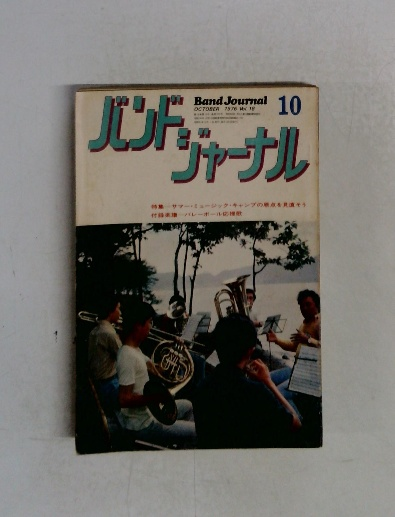 Band Journal
OCTOBER 1976 Vol.18
10
バンド
ジャーナル
特集…サマー・ミュージック・キャンプの原点を見直そう
付録楽譜…バレーボール応援歌